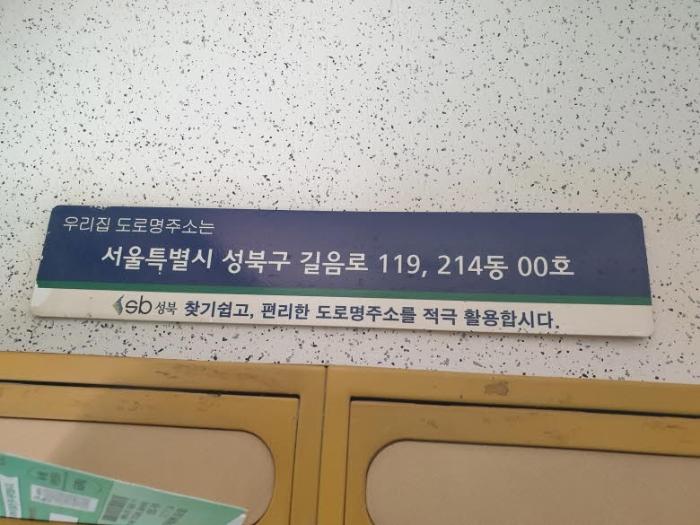 우리집 도로명주소는
서울특별시 성북구 길음로 119, 214동 00호
sb 성북 찾기쉽고, 편리한 도로명주소를 적극 활용합시다.